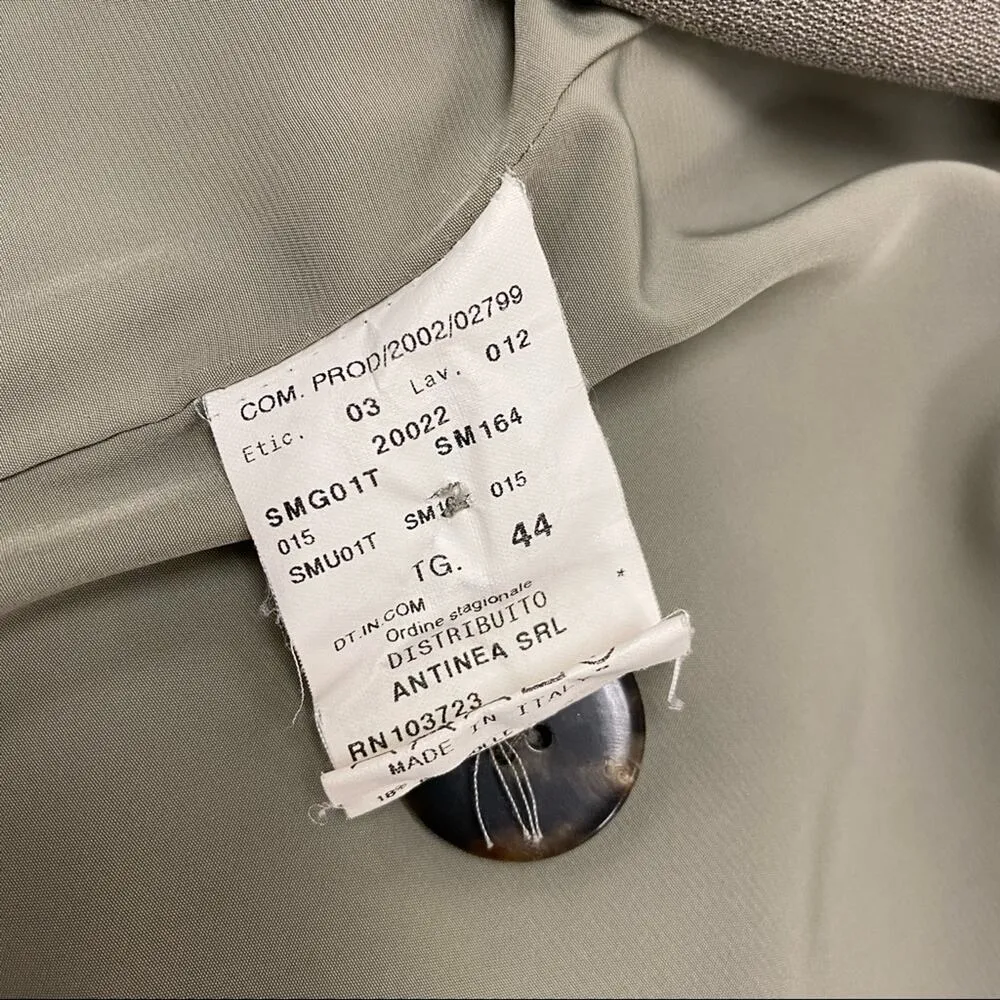 COM. PROD/2002/02799
Etic. 03 Lav. 012
20022
SMG01T SM164
015
SMU01T 015
TG. 44
DT.IN.COM *
Ordine stagionale
DISTRIBUITO
ANTINEA SRL
RN103723
MADE IN ITALY